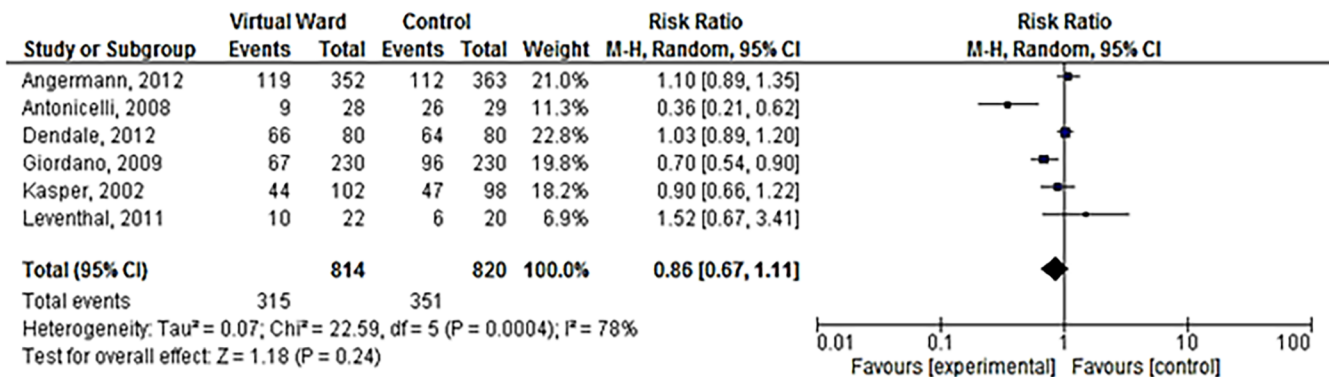 Virtual Ward Control Risk Ratio Risk Ratio
Study or Subgroup Events Total Events Total Weight M-H, Random, 95% CI M-H, Random, 95% CI
Angermann, 2012 119 352 112 363 21.0% 1.10 [0.89, 1.35]
Antonicelli, 2008 9 28 26 29 11.3% 0.36 [0.21, 0.62]
Dendale, 2012 66 80 64 80 22.8% 1.03 [0.89, 1.20]
Giordano, 2009 67 230 96 230 19.8% 0.70 [0.54, 0.90]
Kasper, 2002 44 102 47 98 18.2% 0.90 [0.66, 1.22]
Leventhal, 2011 10 22 6 20 6.9% 1.52 [0.67, 3.41]
Total (95% CI) 814 820 100.0% 0.86 [0.67, 1.11]
Total events 315 351
Heterogeneity: Tau² = 0.07; Chi² = 22.59, df = 5 (P = 0.0004); I² = 78%
Test for overall effect: Z = 1.18 (P = 0.24)
0.01 0.1 1 10 100
Favours [experimental] Favours [control]